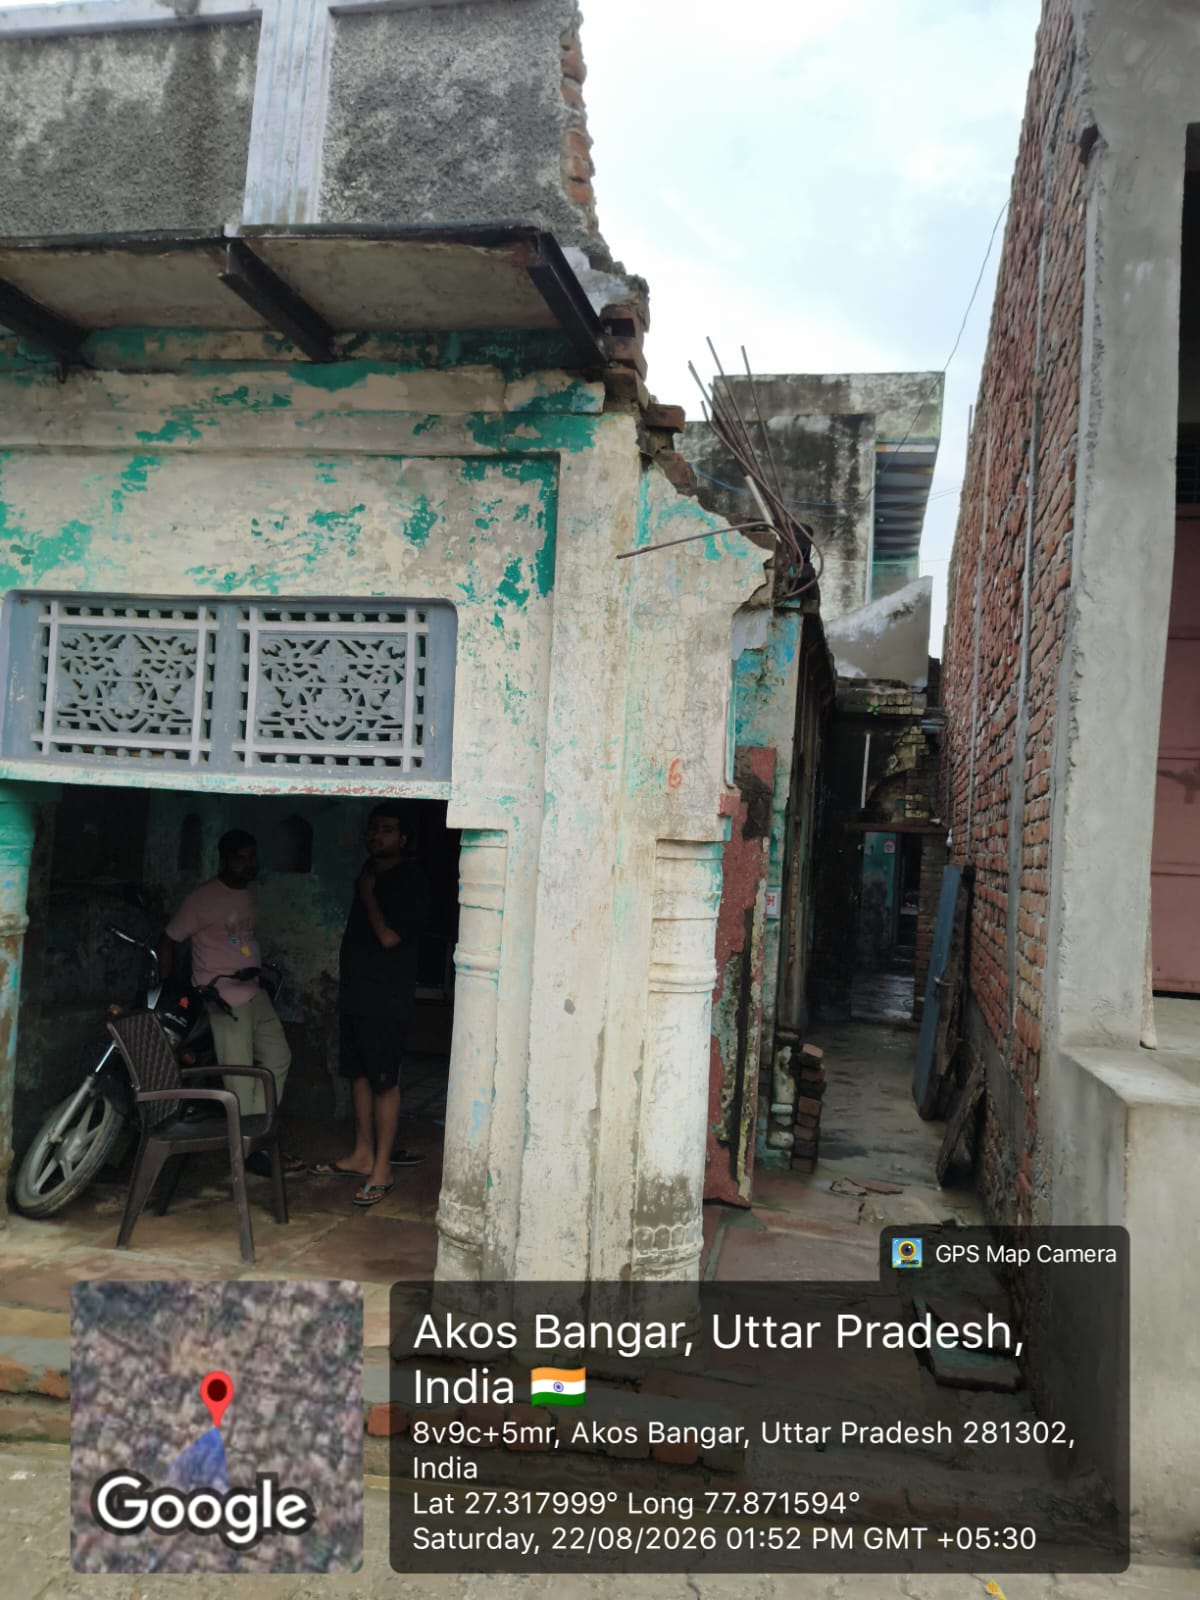 6
GPS Map Camera
Akos Bangar, Uttar Pradesh,
India
8v9c+5mr, Akos Bangar, Uttar Pradesh 281302,
India
Lat 27.317999° Long 77.871594°
Saturday, 22/08/2026 01:52 PM GMT +05:30
Google